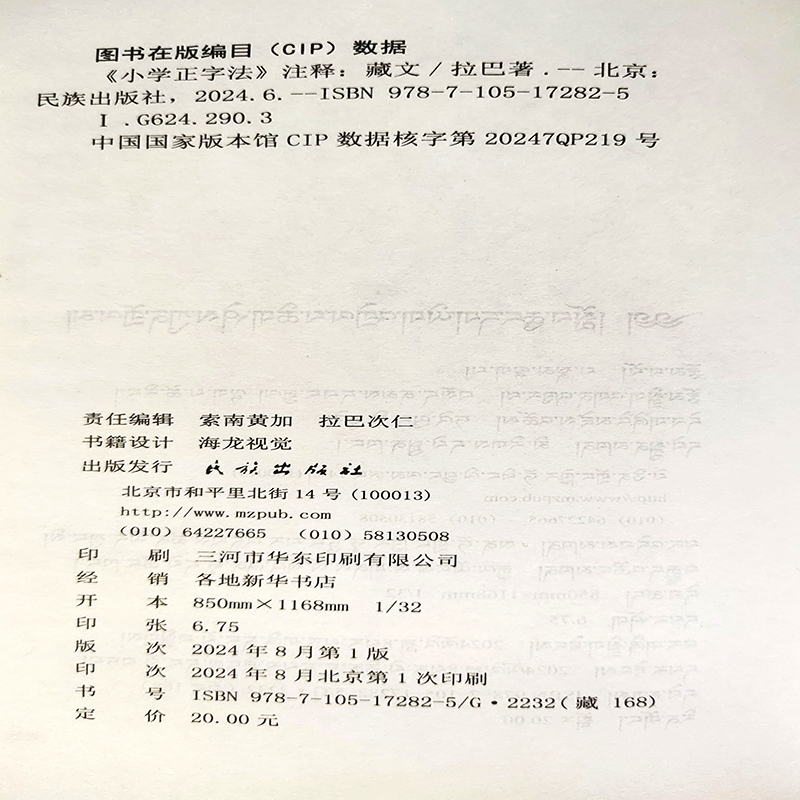 图书在版编目（CIP）数据
《小学正字法》注释：藏文／拉巴著．--北京：
民族出版社，2024.6.--ISBN 978-7-105-17282-5
Ⅰ.G624.290.3
中国国家版本馆 CIP 数据核字第 20247QP219 号
责任编辑 索南黄加 拉巴次仁
书籍设计 海龙视觉
出版发行 民族出版社
北京市和平里北街 14 号（100013）
http://www.mzpub.com
（010）64227665 （010）58130508
印 刷 三河市华东印刷有限公司
经 销 各地新华书店
开 本 850mm×1168mm 1/32
印 张 6.75
版 次 2024 年 8 月第 1 版
印 次 2024 年 8 月北京第 1 次印刷
书 号 ISBN 978-7-105-17282-5/G·2232（藏 168）
定 价 20.00 元